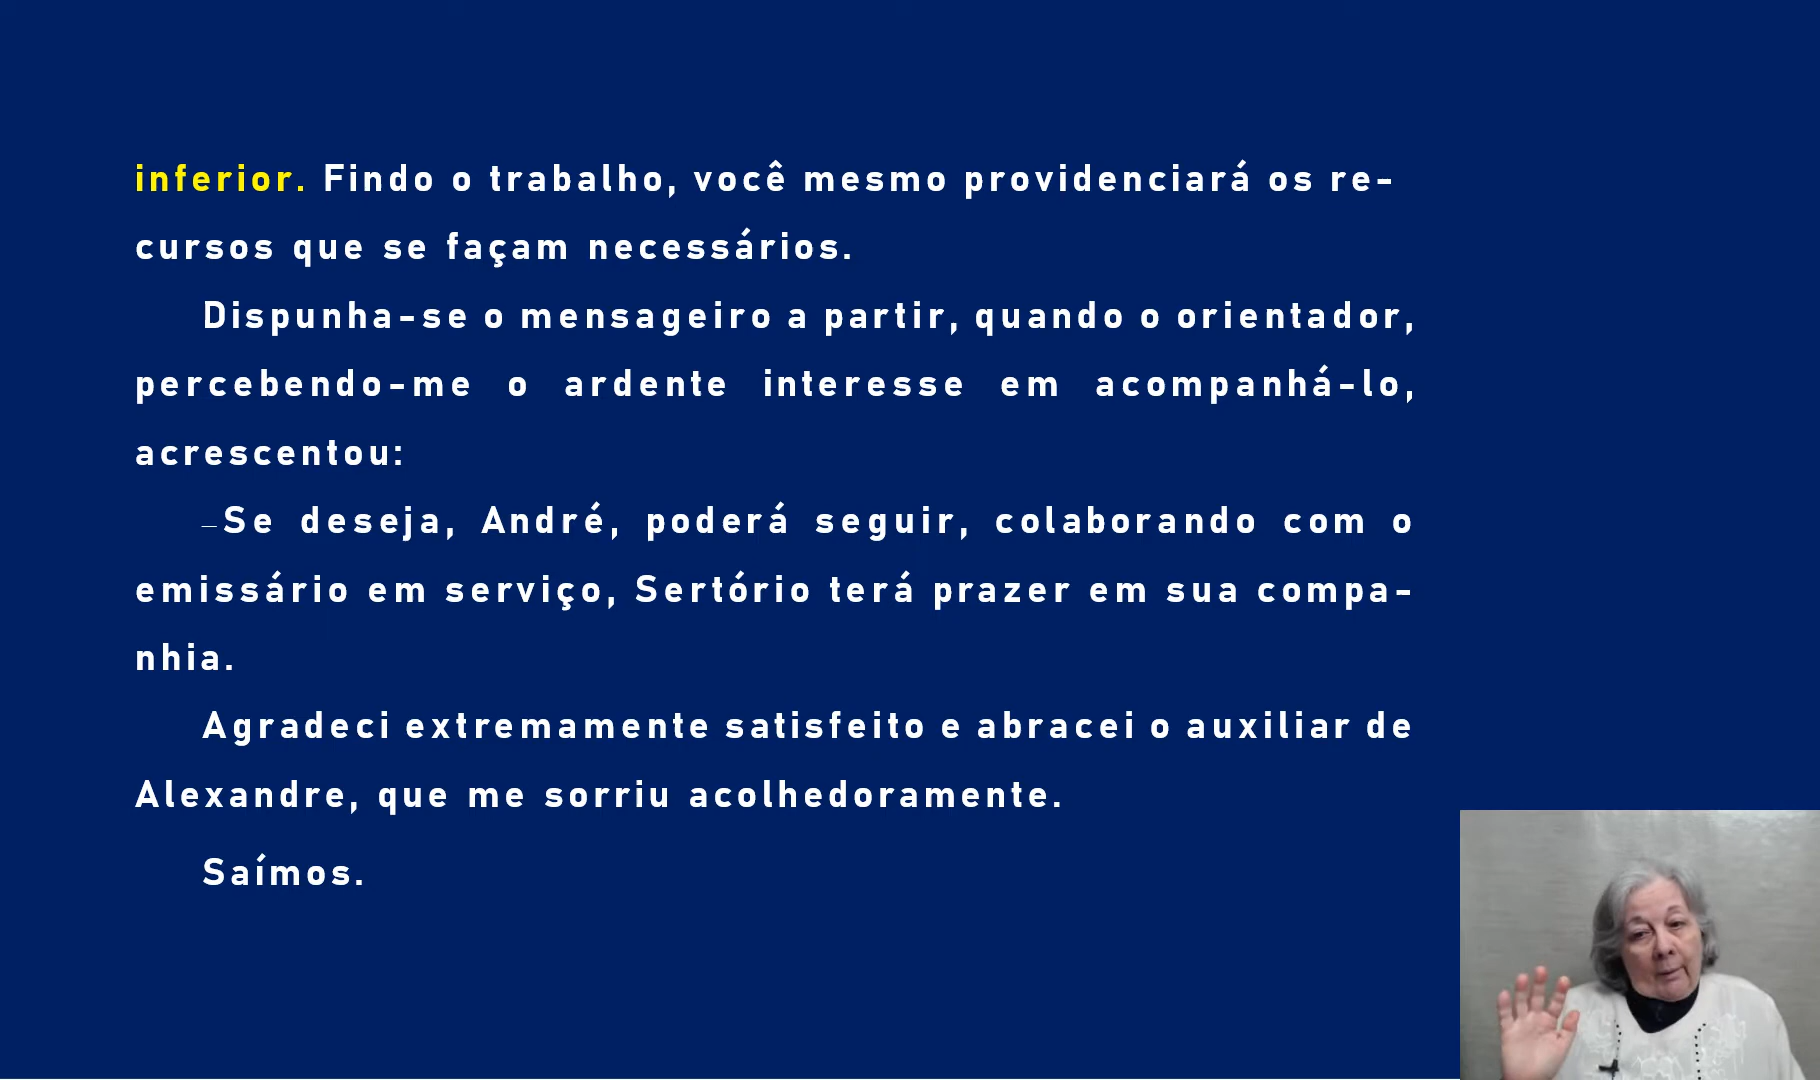 inferior. Findo o trabalho, você mesmo providenciará os re-
cursos que se façam necessários.
Dispunha-se o mensageiro a partir, quando o orientador,
percebendo-me o ardente interesse em acompanhá-lo,
acrescentou:
–Se deseja, André, poderá seguir, colaborando com o
emissário em serviço, Sertório terá prazer em sua compa-
nhia.
Agradeci extremamente satisfeito e abracei o auxiliar de
Alexandre, que me sorriu acolhedoramente.
Saímos.